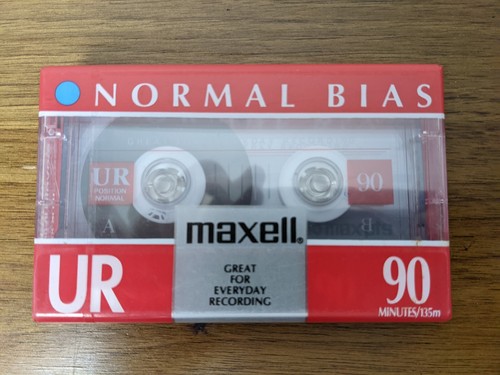 NORMAL BIAS
UR
POSITION
NORMAL
90
A
B
maxell
GREAT
FOR
EVERYDAY
RECORDING
UR
90
MINUTES/135m